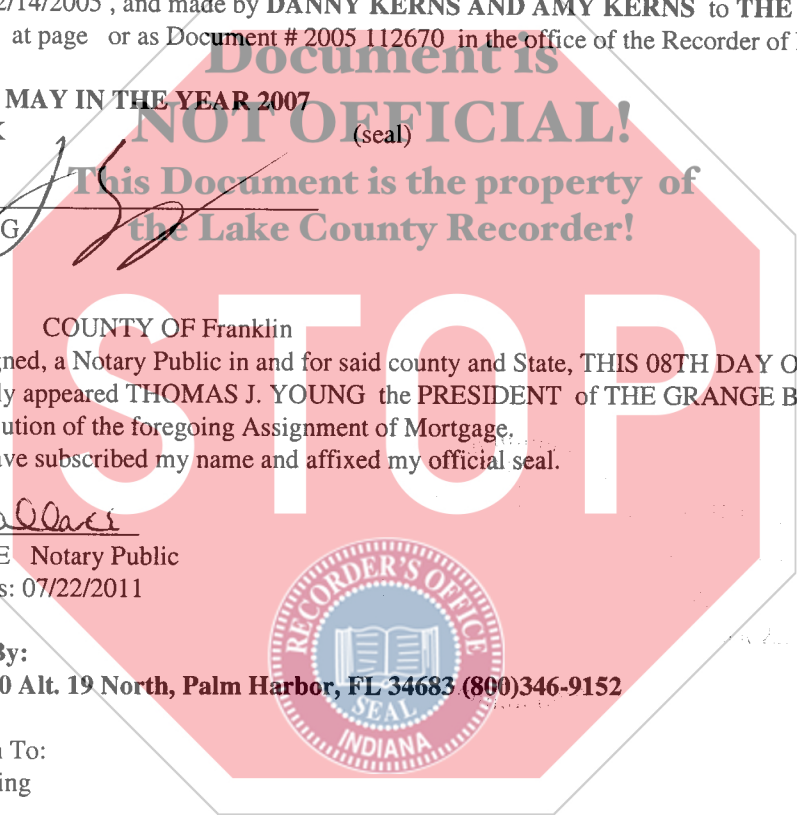 2/14/2005 , and made by DANNY KERNS AND AMY KERNS to THE
at page or as Document # 2005 112670 in the office of the Recorder of
Document is
MAY IN THE YEAR 2007
NOT OFFICIAL!
K
(seal)
This Document is the property of
G
the Lake County Recorder!
STOP
COUNTY OF Franklin
gned, a Notary Public in and for said county and State, THIS 08TH DAY O
ly appeared THOMAS J. YOUNG the PRESIDENT of THE GRANGE B
ution of the foregoing Assignment of Mortgage.
ave subscribed my name and affixed my official seal.
allace
E Notary Public
s: 07/22/2011
RECORDER'S OFFICE
SEAL
INDIANA
By:
0 Alt. 19 North, Palm Harbor, FL 34683 (800)346-9152
n To:
ing